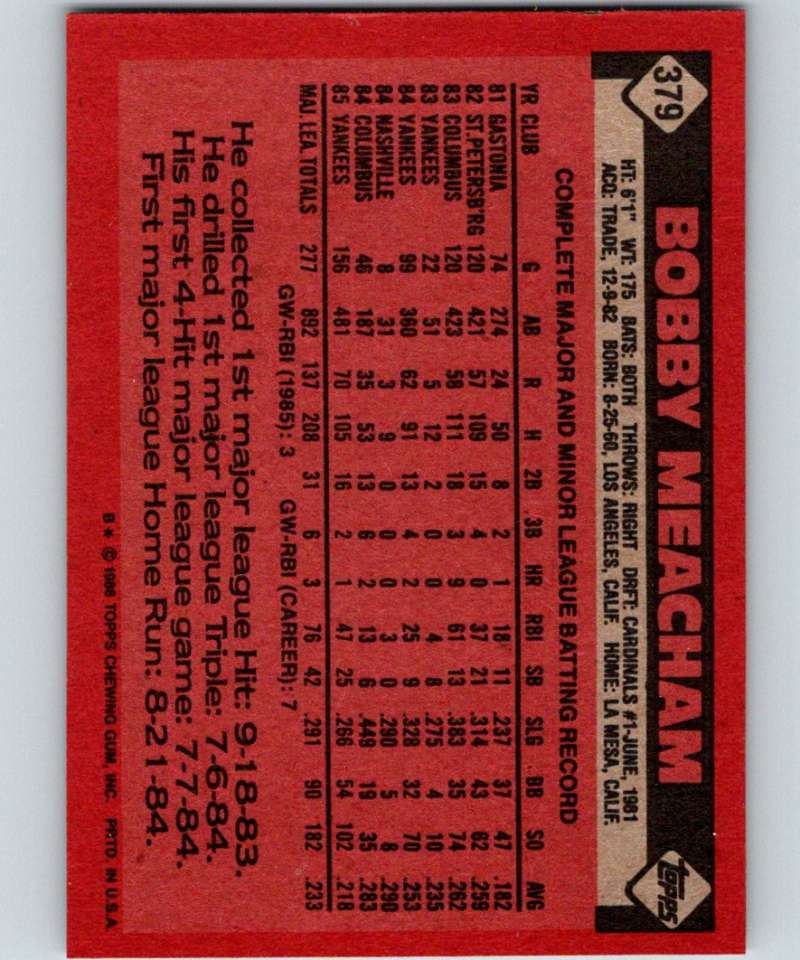 379
BOBBY MEACHAM
TOPPS
HT: 6'1" WT: 175 BATS: BOTH THROWS: RIGHT DRFT: CARDINALS #1-JUNE, 1981
ACQ: TRADE, 12-9-82 BORN: 8-25-60, LOS ANGELES, CALIF. HOME: LA MESA, CALIF.
COMPLETE MAJOR AND MINOR LEAGUE BATTING RECORD
YR CLUB G AB R H 2B 3B HR RBI SB SLG BB SO AVG
81 GASTONIA 74 274 24 50 8 2 1 18 11 .237 37 47 .182
82 ST.PETERSB'RG 120 421 57 109 15 4 0 37 21 .314 43 62 .259
83 COLUMBUS 120 423 58 111 18 3 9 61 13 .383 35 74 .262
83 YANKEES 22 51 5 12 2 0 0 4 8 .275 4 10 .235
84 YANKEES 99 360 62 91 13 4 2 25 9 .328 32 70 .253
84 NASHVILLE 8 31 3 9 0 0 0 3 0 .290 5 8 .290
84 COLUMBUS 46 187 35 53 13 6 2 13 6 .449 19 35 .283
85 YANKEES 156 481 70 105 16 2 1 47 25 .266 54 102 .218
MAJ. LEA TOTALS 277 892 137 208 31 6 3 76 42 .291 90 182 .233
GW-RBI (1985): 3 GW-RBI (CAREER): 7
He collected 1st major league Hit: 9-18-83.
He drilled 1st major league Triple: 7-6-84.
His first 4-Hit major league game: 7-7-84.
First major league Home Run: 8-21-84.
B* © 1986 TOPPS CHEWING GUM, INC. PRTD. IN U.S.A.